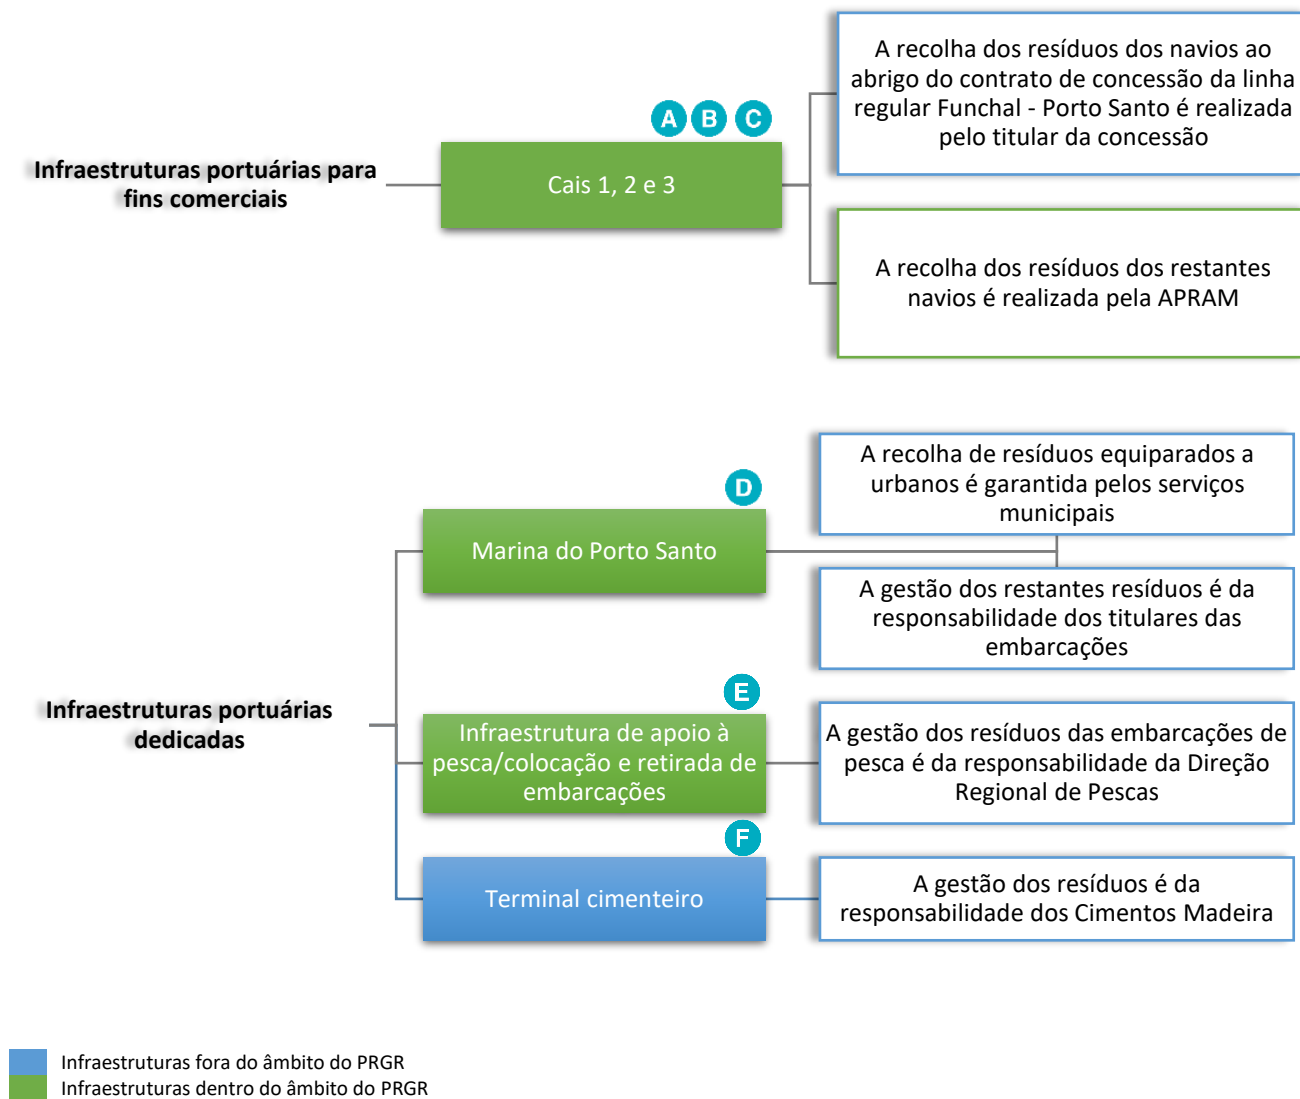 Infraestruturas portuárias para
fins comerciais
A B C
Cais 1, 2 e 3
A recolha dos resíduos dos navios ao
abrigo do contrato de concessão da linha
regular Funchal - Porto Santo é realizada
pelo titular da concessão
A recolha dos resíduos dos restantes
navios é realizada pela APRAM
Infraestruturas portuárias
dedicadas
D
Marina do Porto Santo
A recolha de resíduos equiparados a
urbanos é garantida pelos serviços
municipais
A gestão dos restantes resíduos é da
responsabilidade dos titulares das
embarcações
E
Infraestrutura de apoio à
pesca/colocação e retirada de
embarcações
A gestão dos resíduos das embarcações de
pesca é da responsabilidade da Direção
Regional de Pescas
F
Terminal cimenteiro
A gestão dos resíduos é da
responsabilidade dos Cimentos Madeira
Infraestruturas fora do âmbito do PRGR
Infraestruturas dentro do âmbito do PRGR